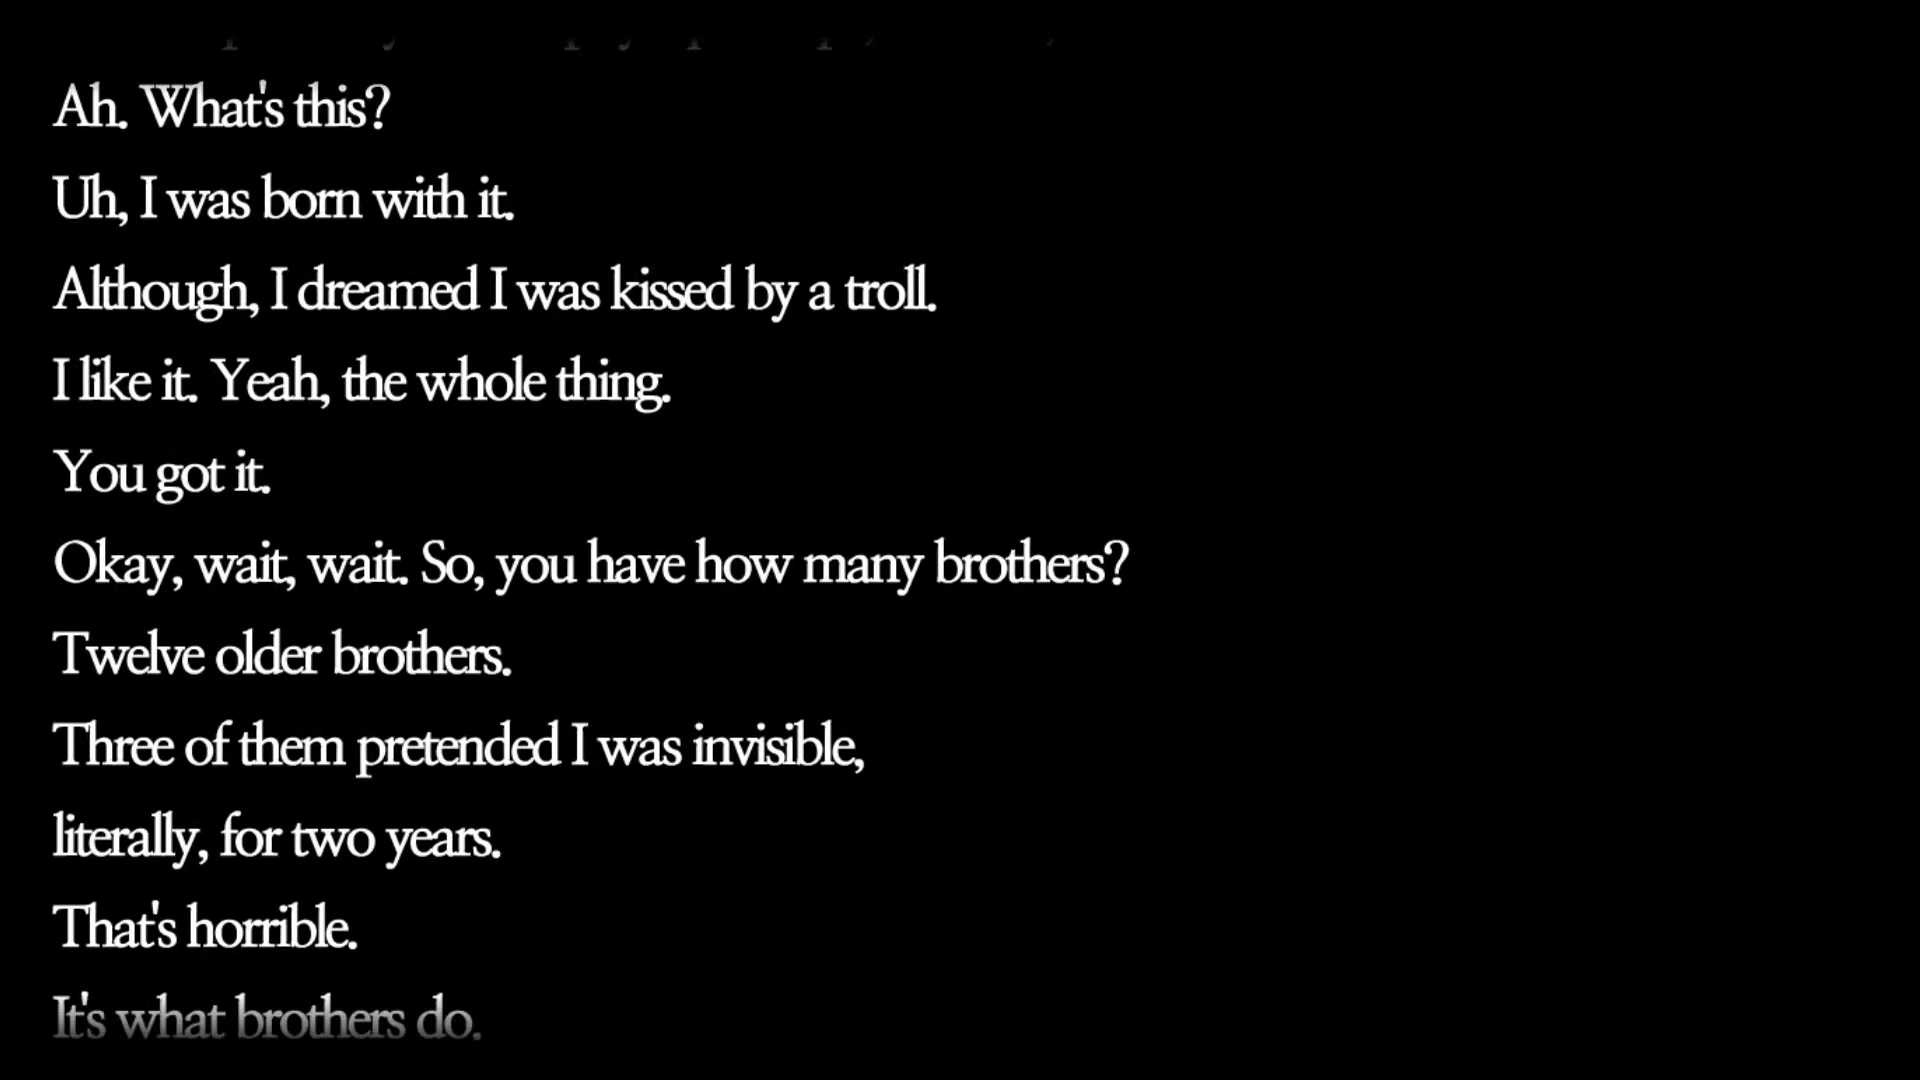 Ah. What's this?
Uh, I was born with it.
Although, I dreamed I was kissed by a troll.
I like it. Yeah, the whole thing.
You got it.
Okay, wait, wait. So, you have how many brothers?
Twelve older brothers.
Three of them pretended I was invisible,
literally, for two years.
That's horrible.
It's what brothers do.